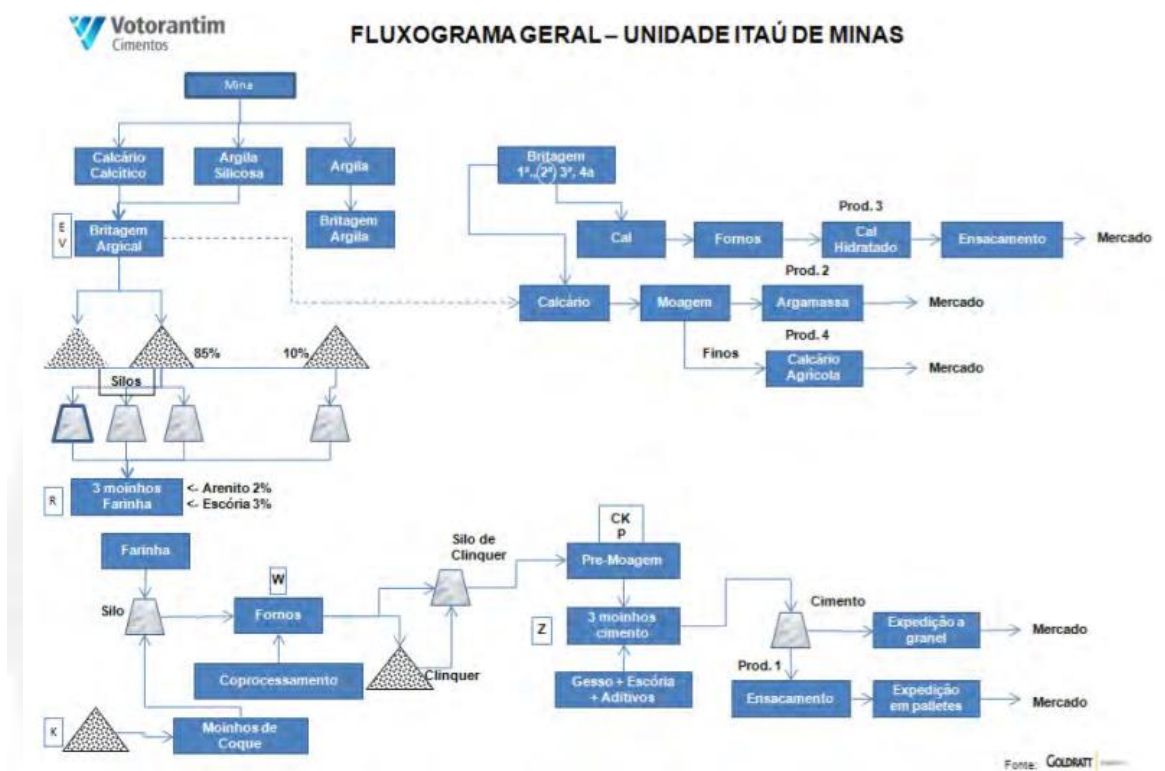 Votorantim
Cimentos
FLUXOGRAMA GERAL – UNIDADE ITAÚ DE MINAS
Mina
Calcário
Calcítico
Argila
Silicosa
Argila
E
V
Britagem
Argical
Britagem
Argila
Britagem
1ª., (2ª) 3ª, 4a
Cal
Fornos
Prod. 3
Cal
Hidratado
Ensacamento
Mercado
Calcário
Moagem
Prod. 2
Argamassa
Mercado
Finos
Prod. 4
Calcário
Agrícola
Mercado
85%
10%
Silos
R
3 moinhos
Farinha
<- Arenito 2%
<- Escória 3%
Farinha
Silo
W
Fornos
Coprocessamento
Clinquer
K
Moinhos de
Coque
Silo de
Clinquer
CK
P
Pre-Moagem
Z
3 moinhos
cimento
Gesso + Escória
+ Aditivos
Cimento
Expedição a
granel
Mercado
Prod. 1
Ensacamento
Expedição
em palletes
Mercado
Fonte: GOLDRATT